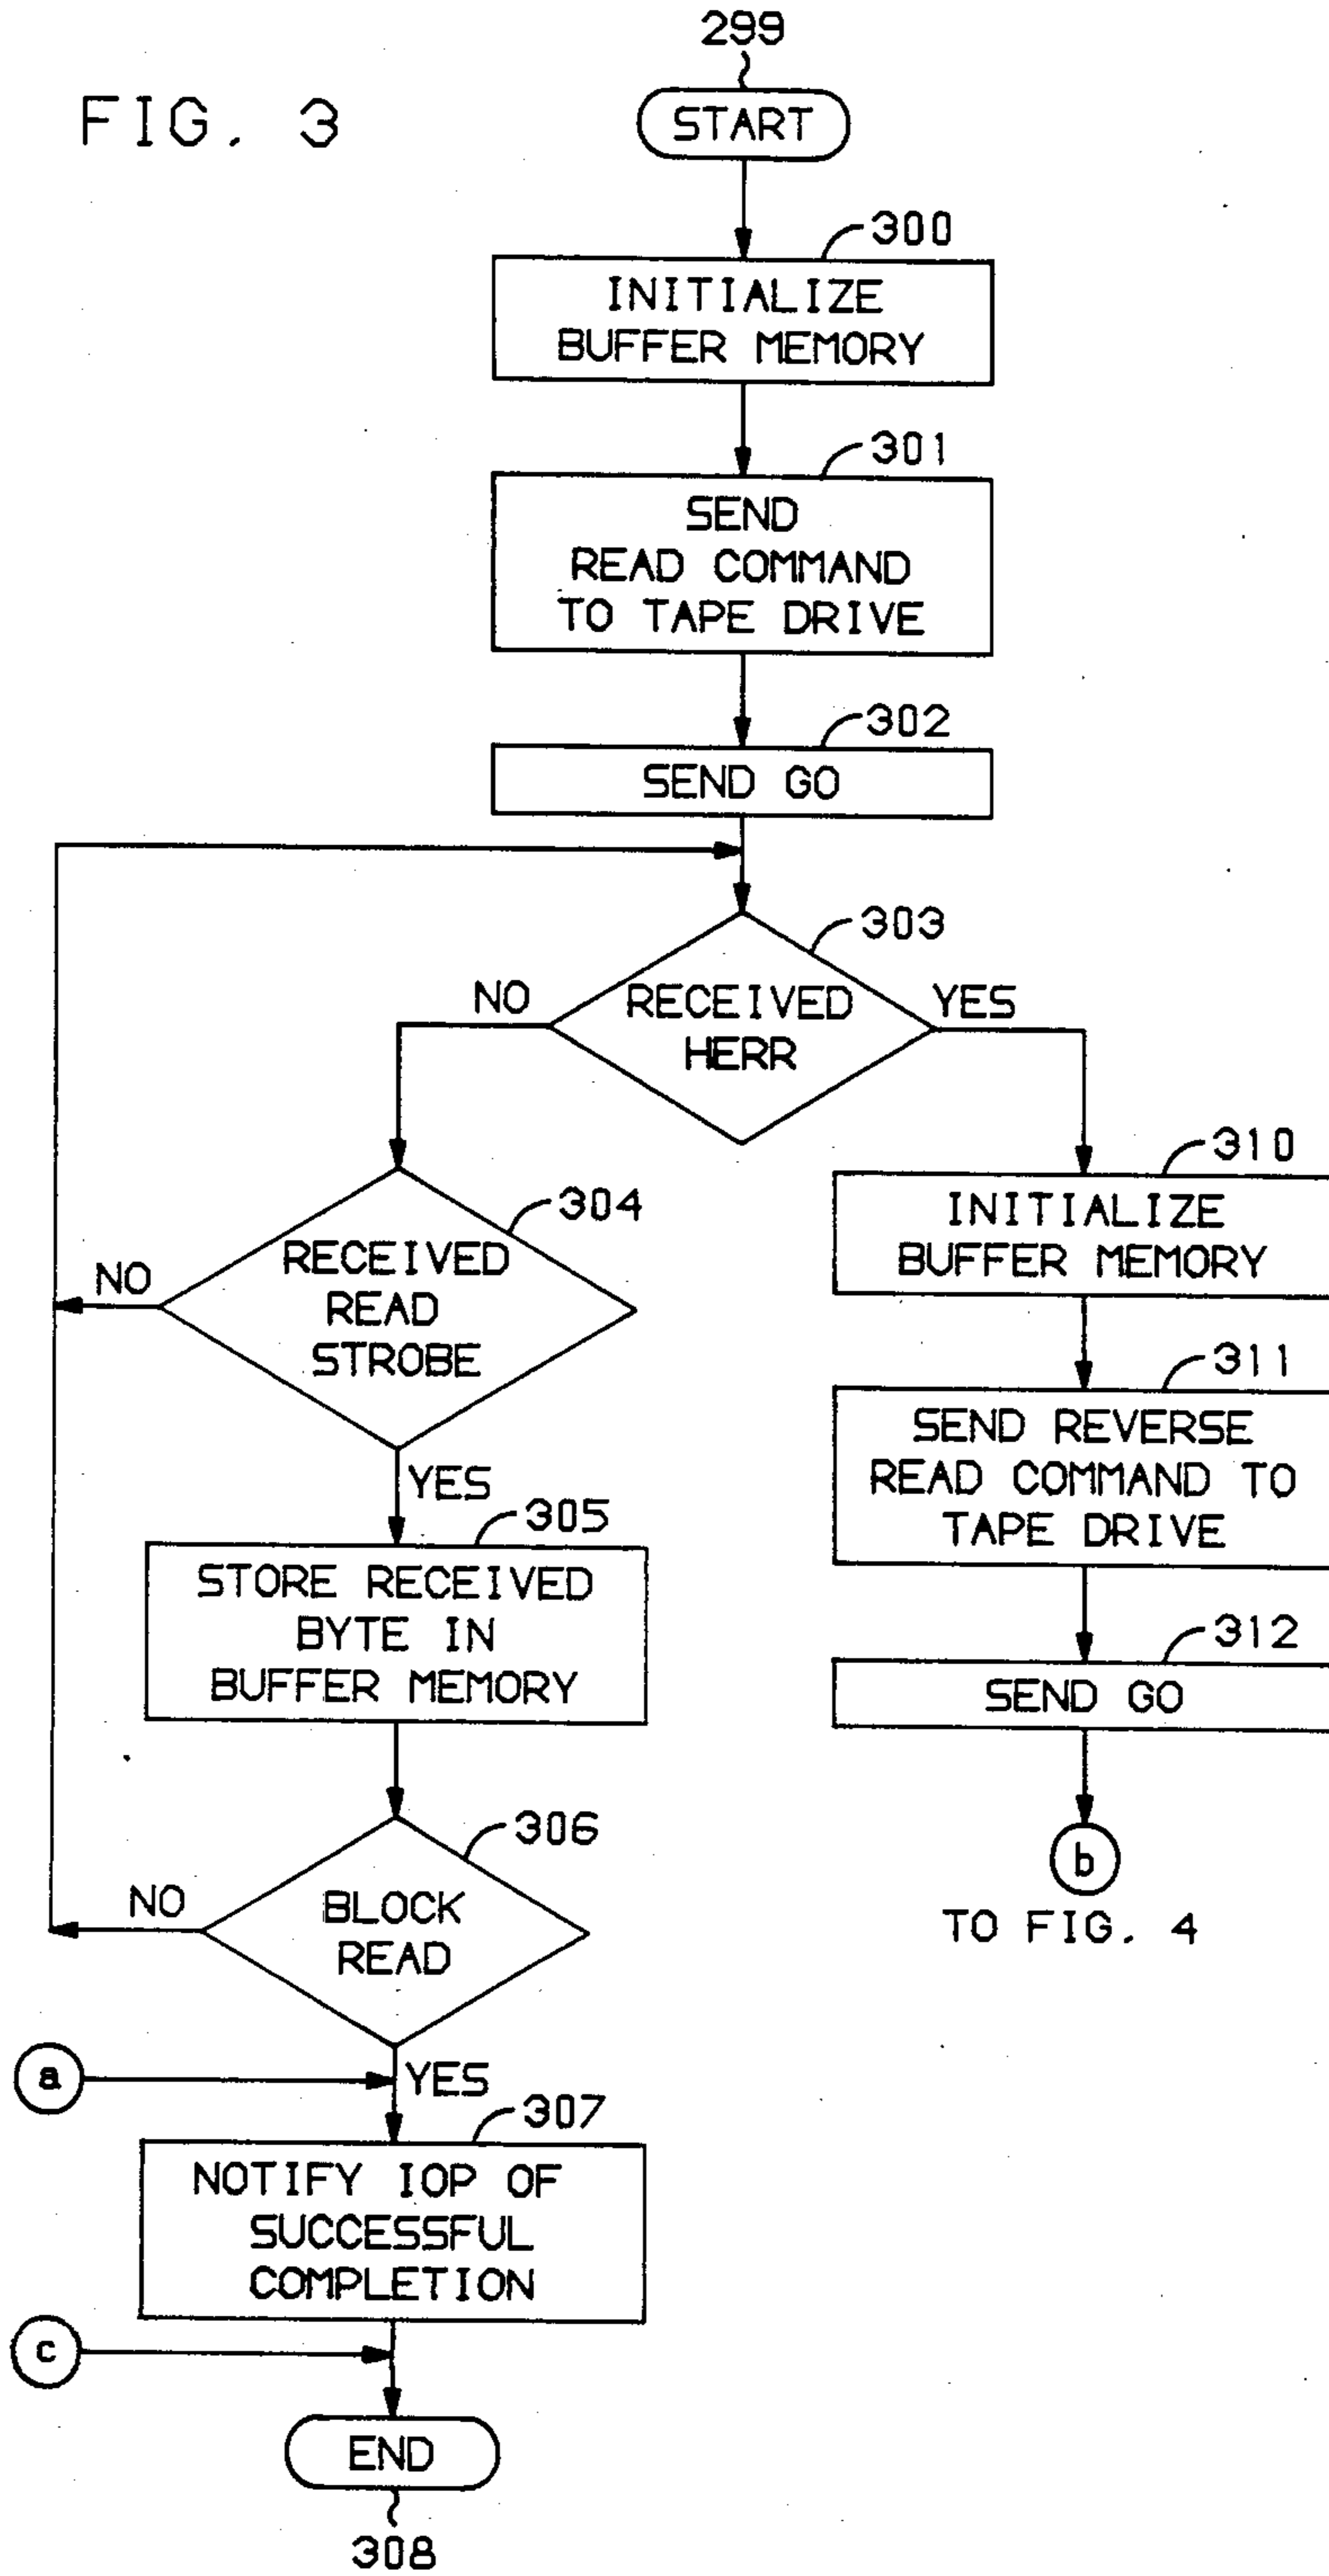 299
FIG. 3
START
300
INITIALIZE
BUFFER MEMORY
301
SEND
READ COMMAND
TO TAPE DRIVE
302
SEND GO
303
NO
RECEIVED
HERR
YES
304
NO
RECEIVED
READ
STROBE
YES
305
STORE RECEIVED
BYTE IN
BUFFER MEMORY
306
NO
BLOCK
READ
a
YES
307
NOTIFY IOP OF
SUCCESSFUL
COMPLETION
c
END
308
310
INITIALIZE
BUFFER MEMORY
311
SEND REVERSE
READ COMMAND TO
TAPE DRIVE
312
SEND GO
b
TO FIG. 4